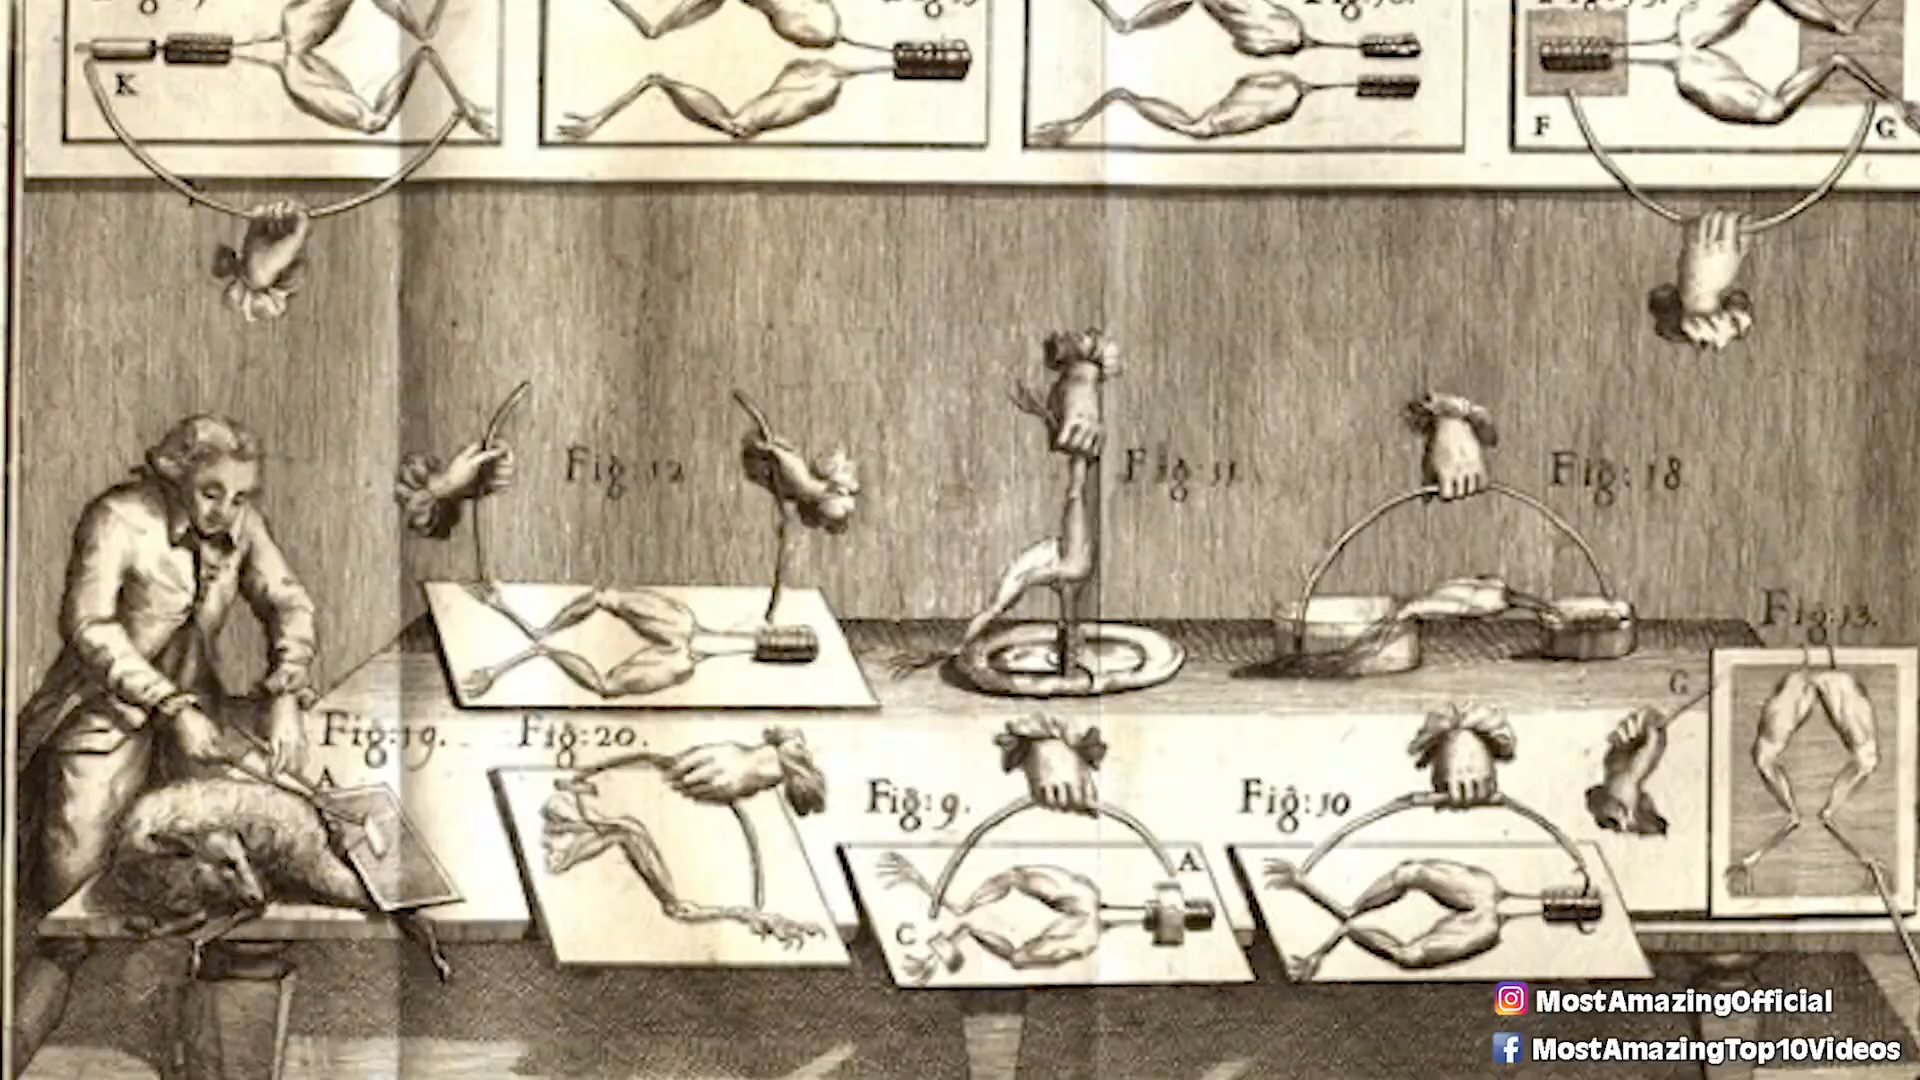 K
F
G
Fig: 12
Fig: 11
Fig: 18
Fig: 13.
G
Fig: 19.
Fig: 20.
A
Fig: 9.
Fig: 10
A
C
MostAmazingOfficial
MostAmazingTop10Videos